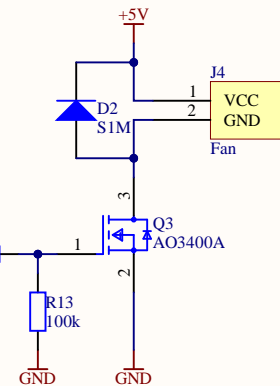 +5V
J4
1
VCC
2
GND
D2
S1M
Fan
3
Q3
AO3400A
1
2
R13
100k
GND
GND